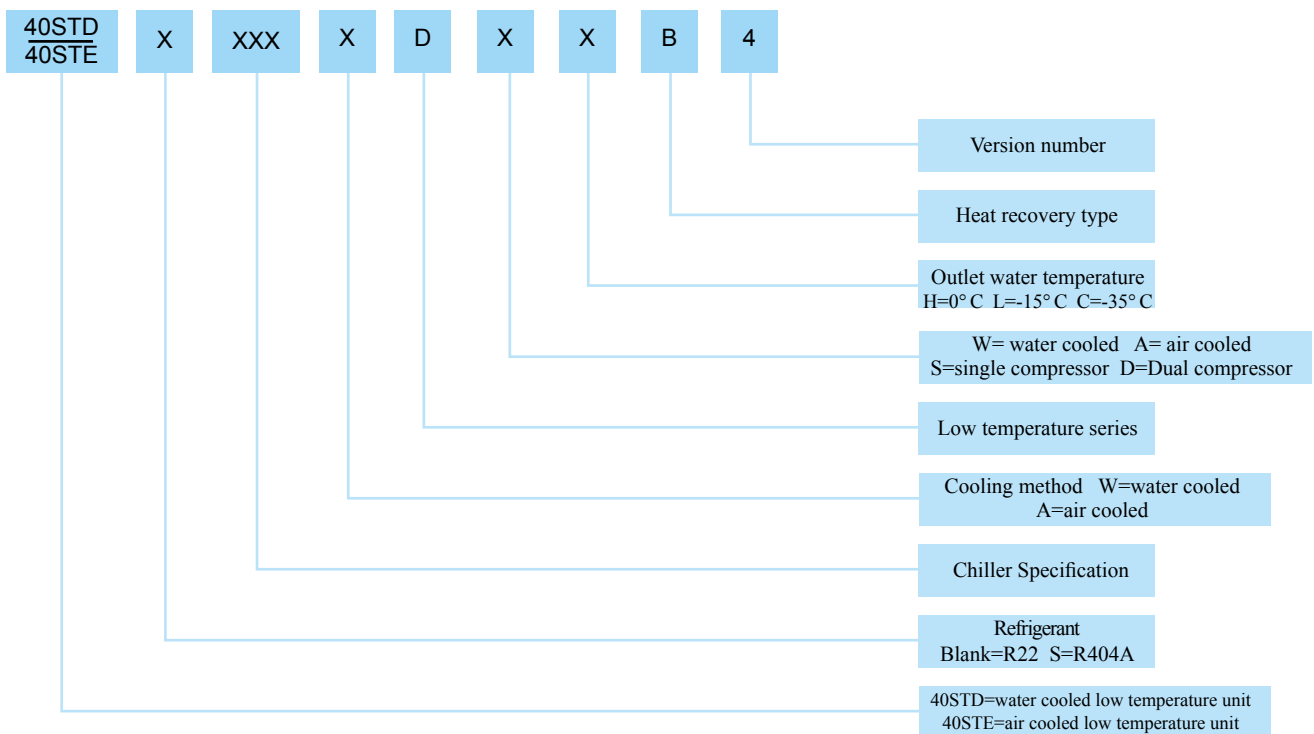 40STD
40STE
X
XXX
X
D
X
X
B
4
Version number
Heat recovery type
Outlet water temperature
H=0° C L=-15° C C=-35° C
W= water cooled A= air cooled
S=single compressor D=Dual compressor
Low temperature series
Cooling method W=water cooled
A=air cooled
Chiller Specification
Refrigerant
Blank=R22 S=R404A
40STD=water cooled low temperature unit
40STE=air cooled low temperature unit